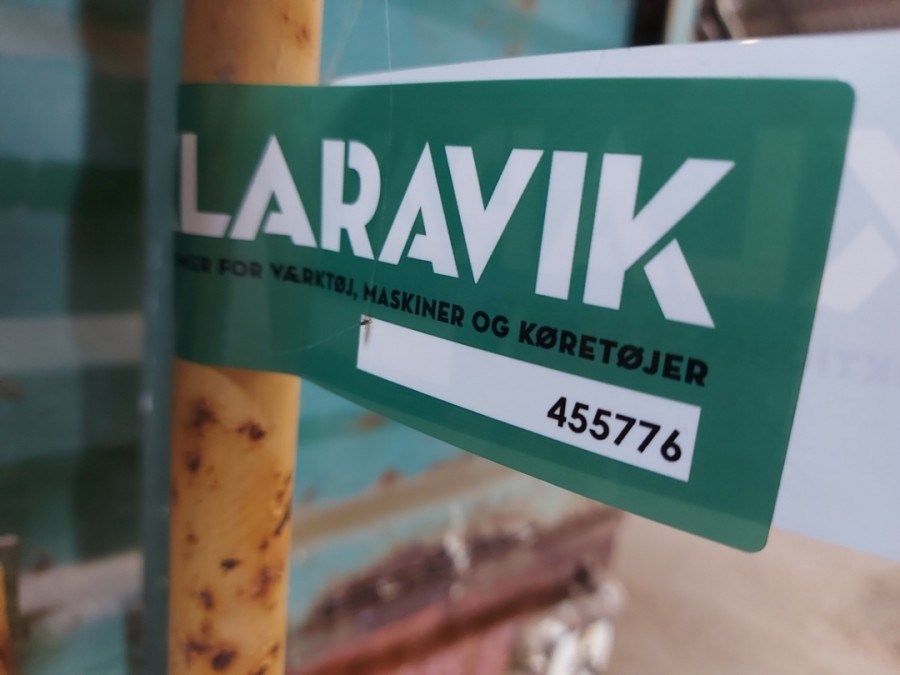 LARAVIK
FOR VÆRKTØJ, MASKINER OG KØRETØJER
455776